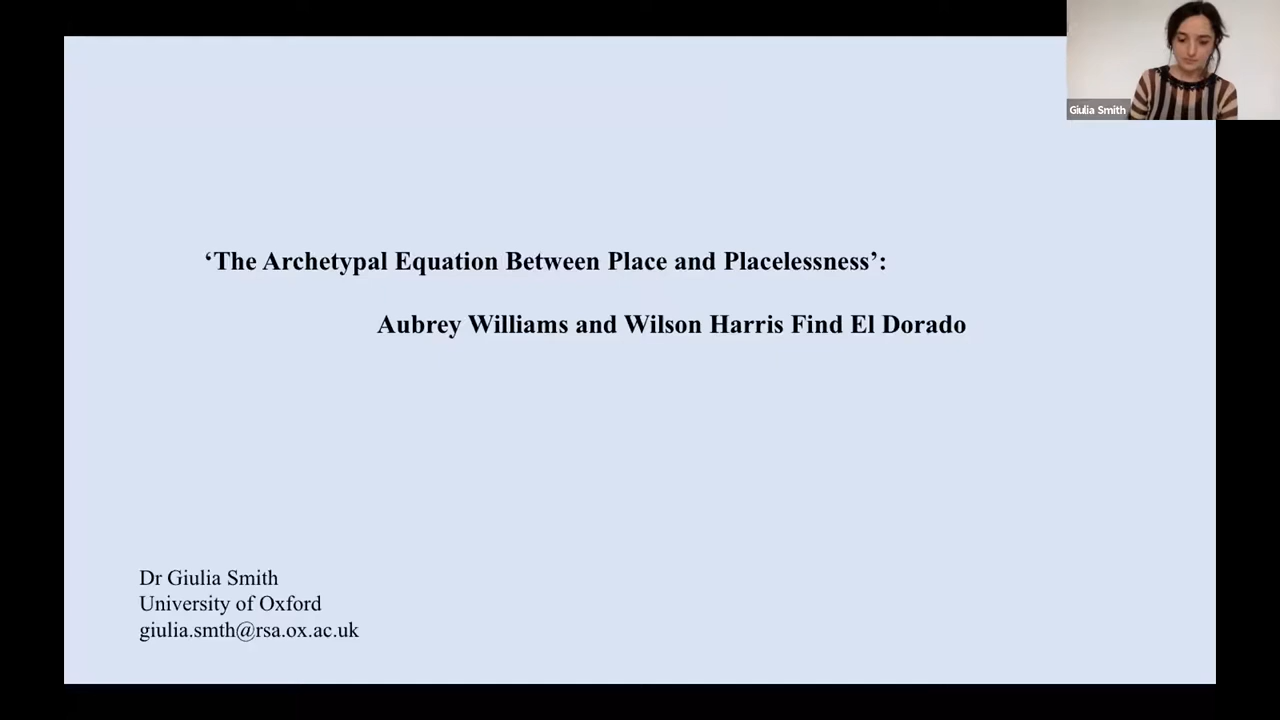 Giulia Smith
‘The Archetypal Equation Between Place and Placelessness’:
Aubrey Williams and Wilson Harris Find El Dorado
Dr Giulia Smith
University of Oxford
giulia.smth@rsa.ox.ac.uk